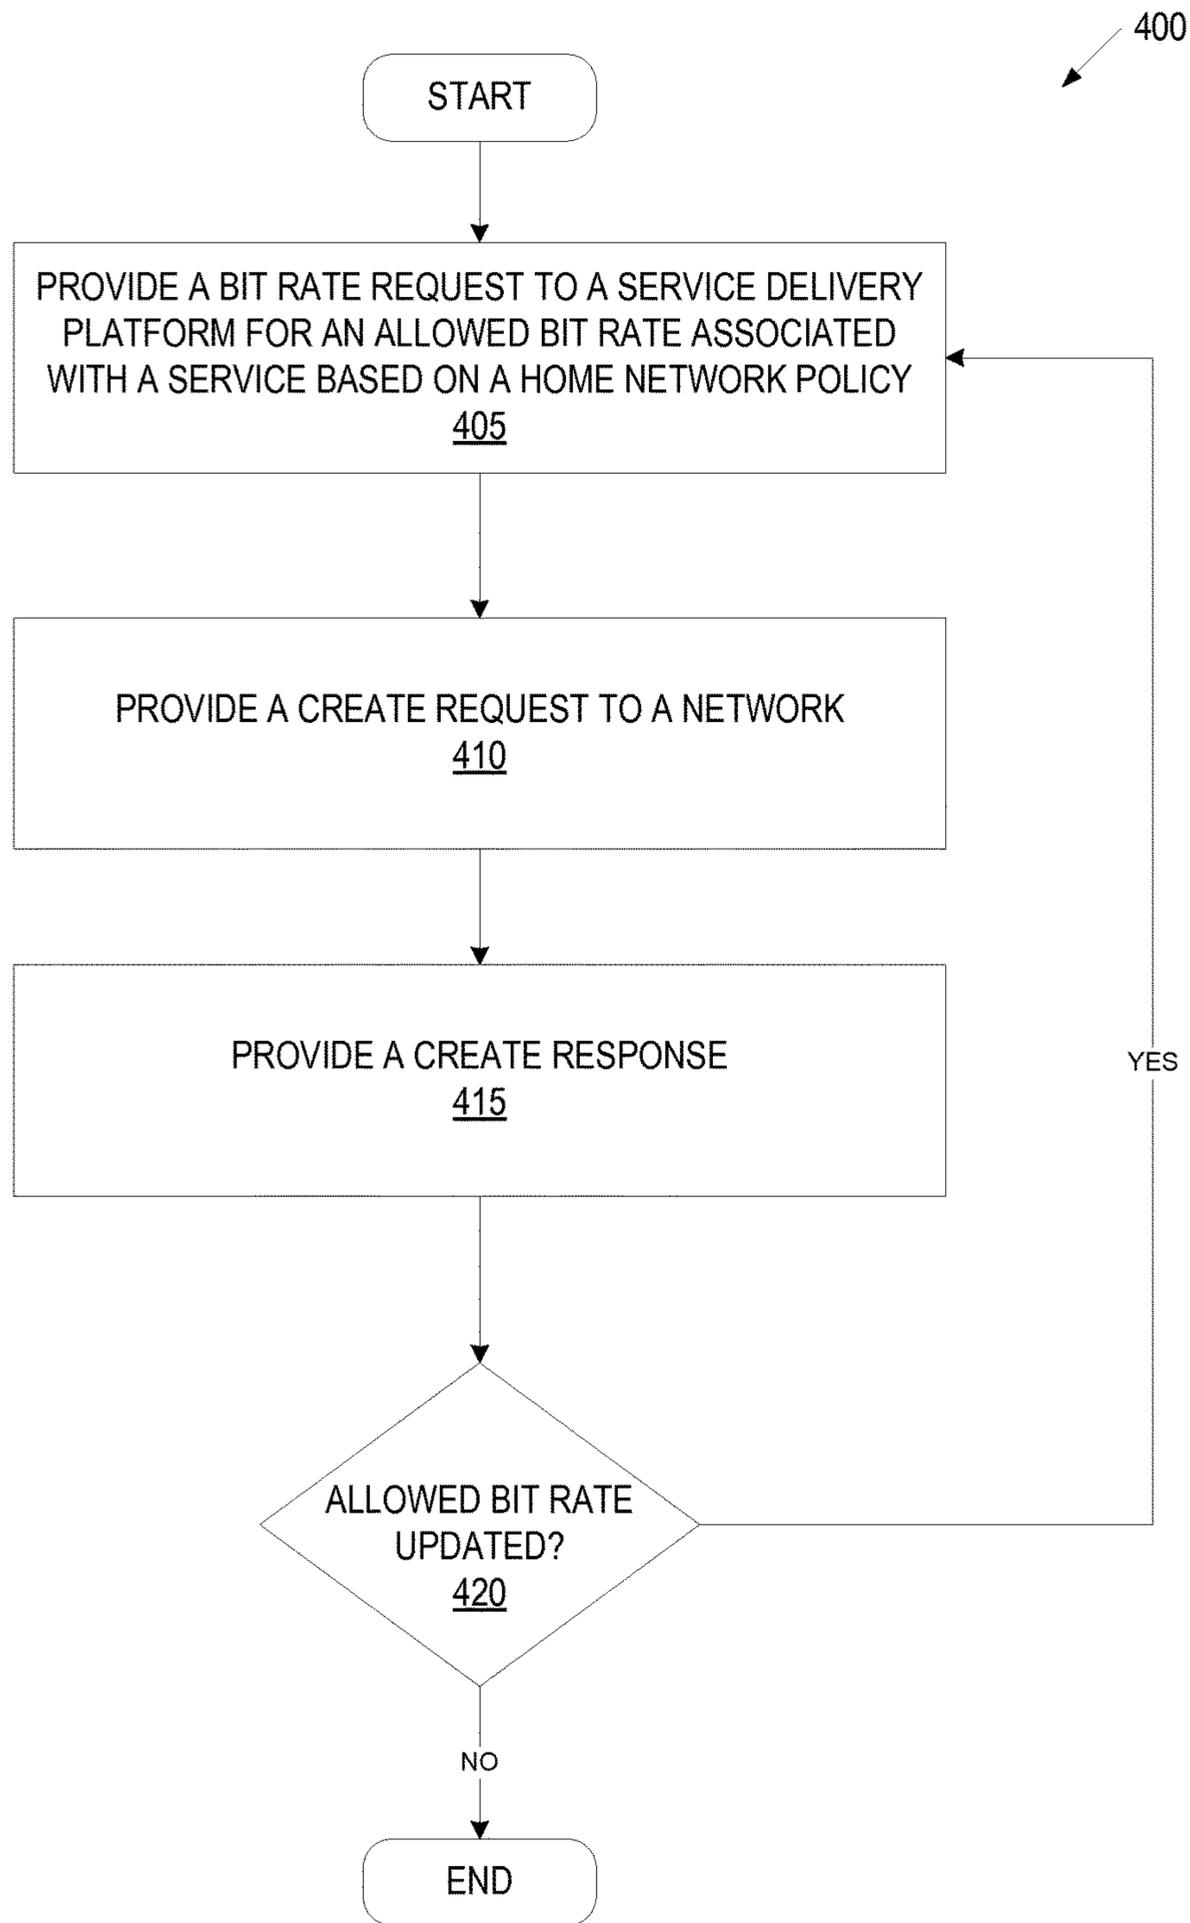 400
START
PROVIDE A BIT RATE REQUEST TO A SERVICE DELIVERY
PLATFORM FOR AN ALLOWED BIT RATE ASSOCIATED
WITH A SERVICE BASED ON A HOME NETWORK POLICY
405
PROVIDE A CREATE REQUEST TO A NETWORK
410
PROVIDE A CREATE RESPONSE
415
YES
ALLOWED BIT RATE
UPDATED?
420
NO
END